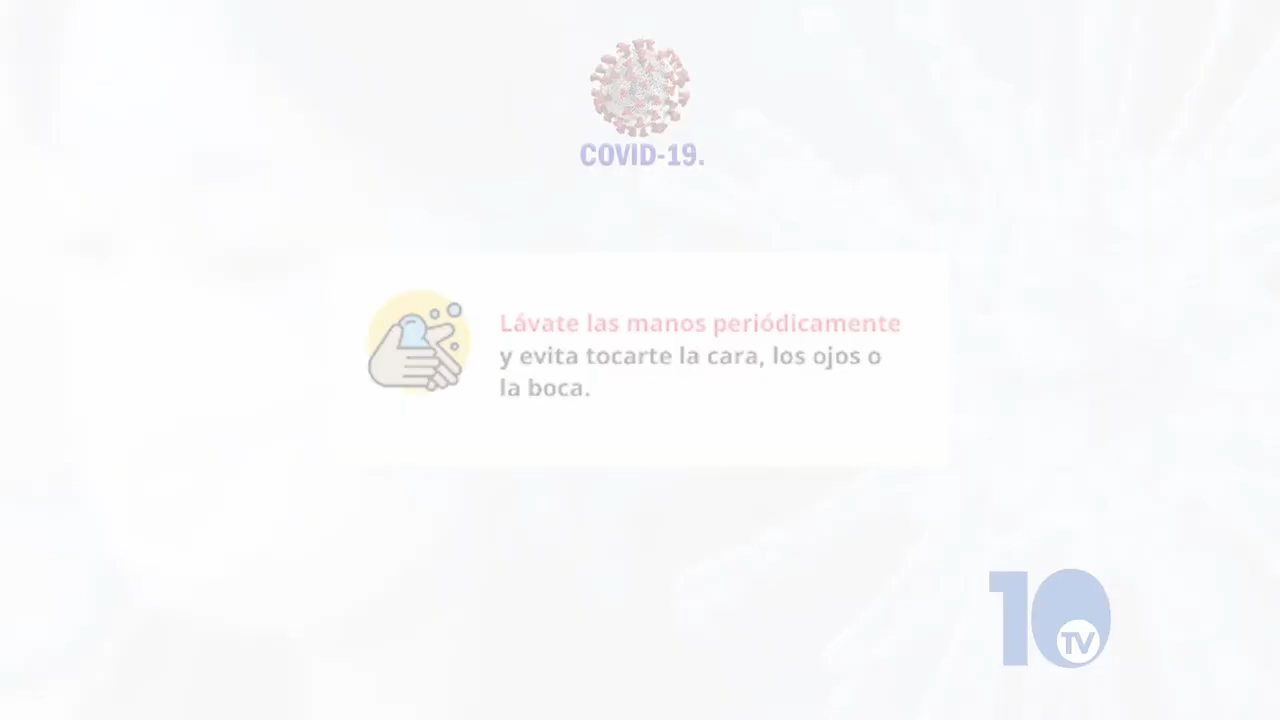 COVID-19.
Lávate las manos periódicamente
y evita tocarte la cara, los ojos o
la boca.
10
TV